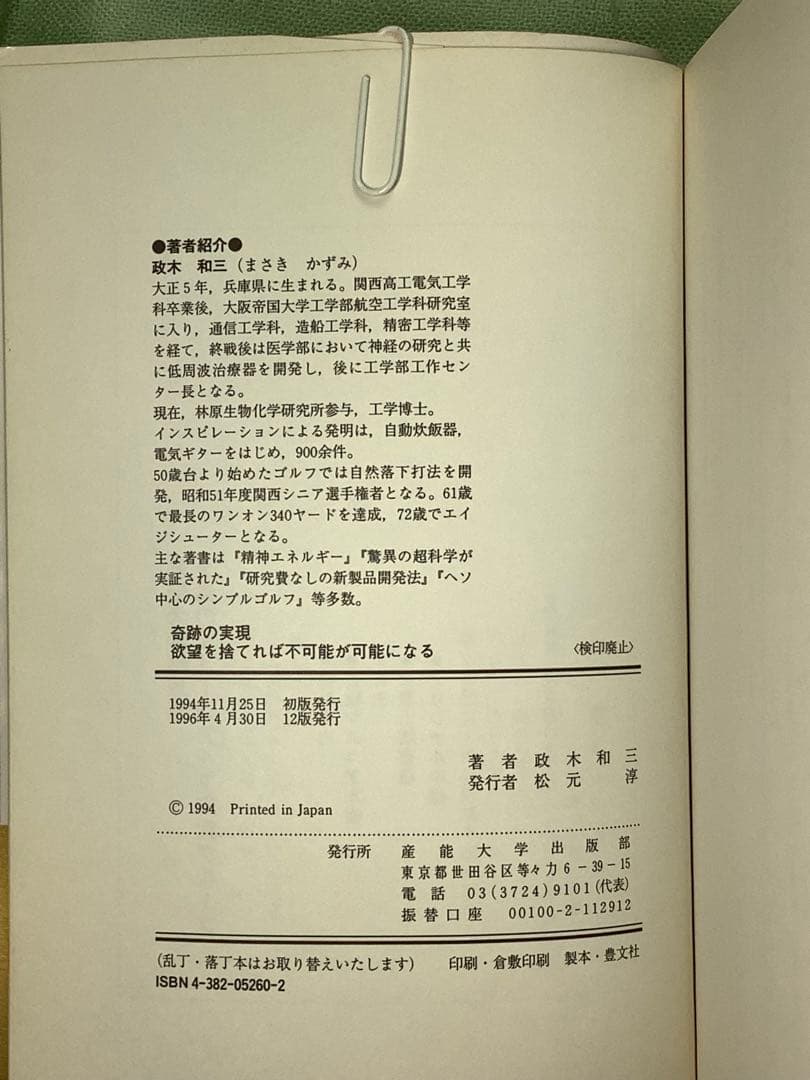 ●著者紹介●
政木 和三(まさき かずみ)
大正5年，兵庫県に生まれる。関西高工電気工学
科卒業後，大阪帝国大学工学部航空工学科研究室
に入り，通信工学科，造船工学科，精密工学科等
を経て，終戦後は医学部において神経の研究と共
に低周波治療器を開発し，後に工学部工作セン
ター長となる。
現在，林原生物化学研究所参与，工学博士。
インスピレーションによる発明は，自動炊飯器，
電気ギターをはじめ，900余件。
50歳台より始めたゴルフでは自然落下打法を開
発，昭和51年度関西シニア選手権者となる。61歳
で最長のワンオン340ヤードを達成，72歳でエイ
ジシューターとなる。
主な著書は『精神エネルギー』『驚異の超科学が
実証された』『研究費なしの新製品開発法』『ヘソ
中心のシンプルゴルフ』等多数。
奇跡の実現
欲望を捨てれば不可能が可能になる 〈検印廃止〉
1994年11月25日 初版発行
1996年4月30日 12版発行
著者 政木和三
発行者 松元 淳
© 1994 Printed in Japan
発行所 産能大学出版部
東京都世田谷区等々力6－39－15
電話 03(3724)9101(代表)
振替口座 00100-2-112912
(乱丁・落丁本はお取り替えいたします) 印刷・倉敷印刷 製本・豊文社
ISBN4-382-05260-2